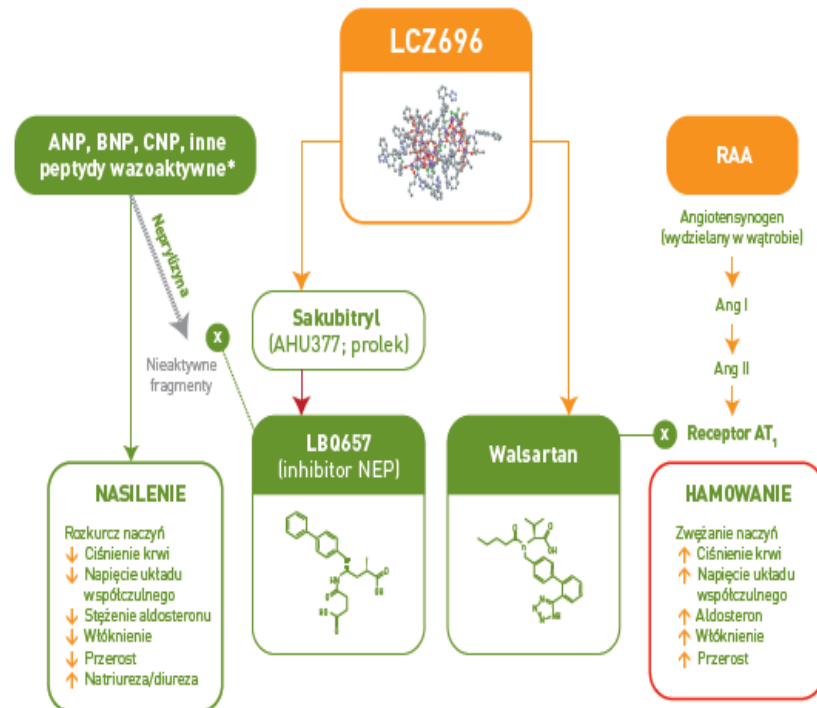 LCZ696
ANP, BNP, CNP, inne
peptydy wazoaktywne*
RAA
Neprylizyna
Angiotensynogen
(wydzielany w wątrobie)
Ang I
Ang II
Sakubitryl
(AHU377; prolek)
X
Nieaktywne
fragmenty
LBQ657
(inhibitor NEP)
Walsartan
X
Receptor AT1
NASILENIE
Rozkurcz naczyń
↓ Ciśnienie krwi
↓ Napięcie układu
współczulnego
↓ Stężenie aldosteronu
↓ Włóknienie
↓ Przerost
↑ Natriureza/diureza
HAMOWANIE
Zwężanie naczyń
↑ Ciśnienie krwi
↑ Napięcie układu
współczulnego
↑ Aldosteron
↑ Włóknienie
↑ Przerost